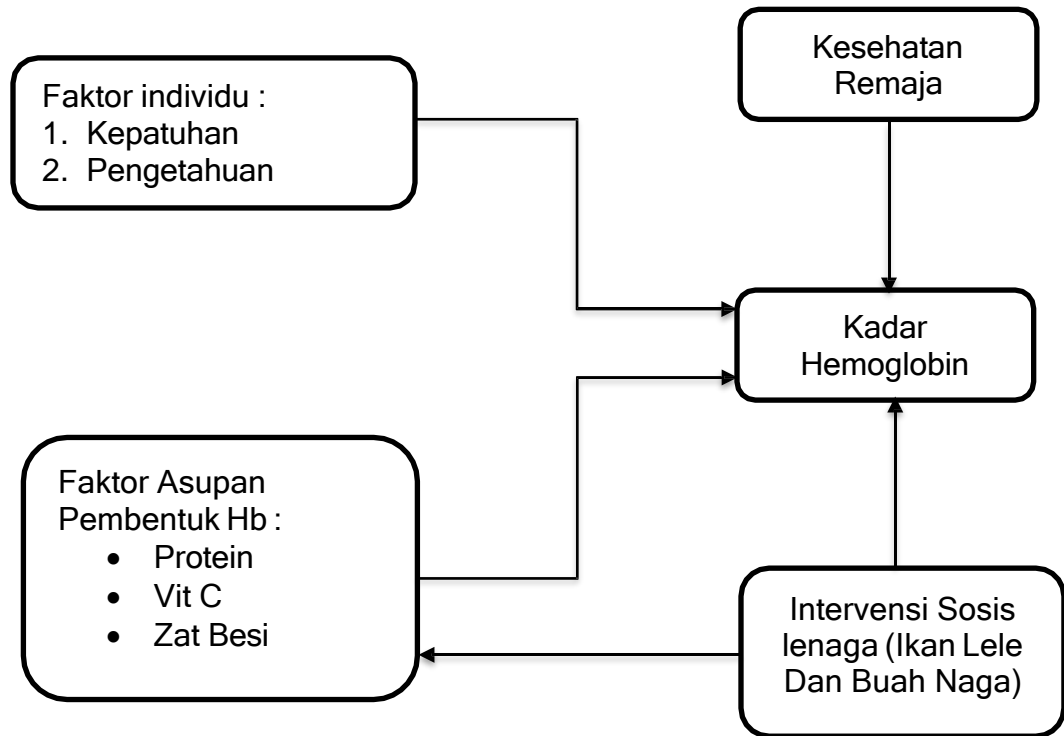 Kesehatan
Remaja
Faktor individu :
1. Kepatuhan
2. Pengetahuan
Kadar
Hemoglobin
Faktor Asupan
Pembentuk Hb :
• Protein
• Vit C
• Zat Besi
Intervensi Sosis
lenaga (Ikan Lele
Dan Buah Naga)